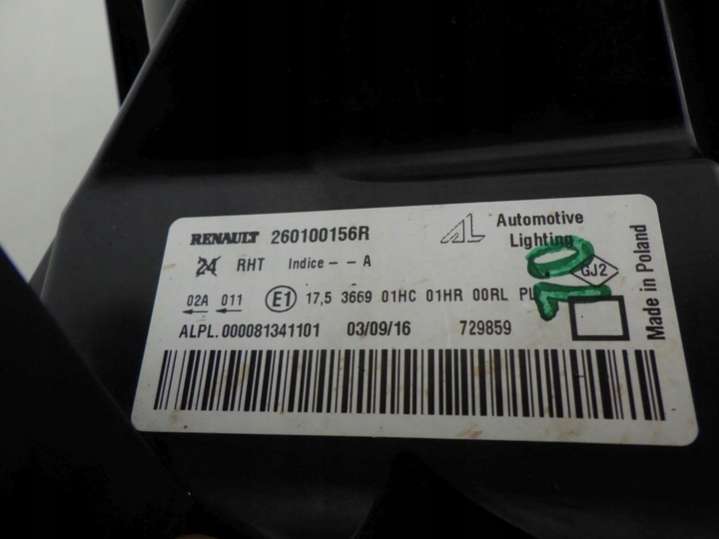 RENAULT 260100156R
AL Automotive
Lighting
24 RHT Indice -- A
GJ2
02A 011 E1 17,5 3669 01HC 01HR 00RL
ALPL.000081341101 03/09/16 729859
Made in Poland